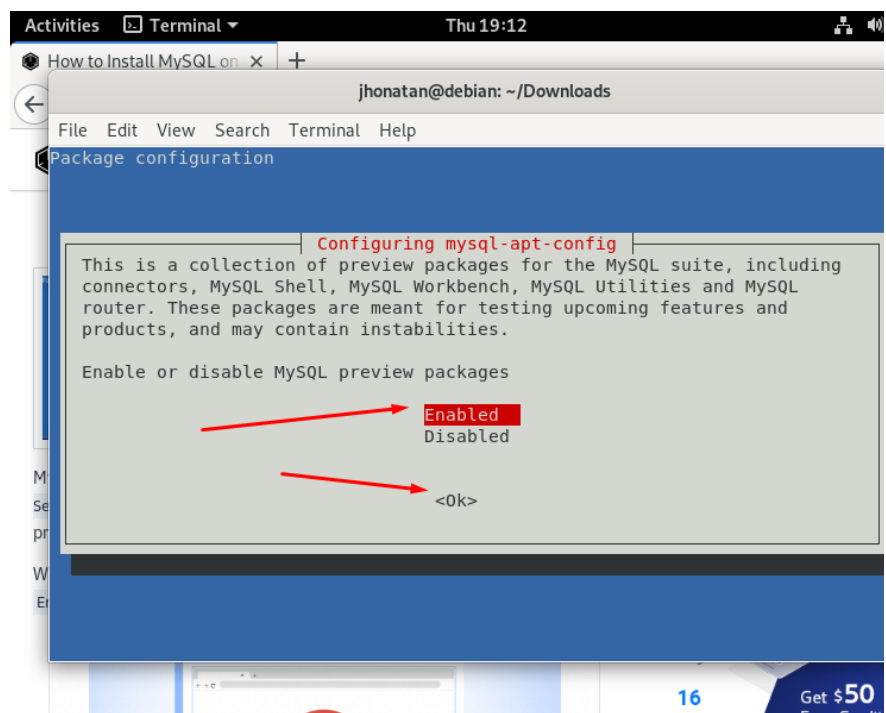 Activities Terminal Thu 19:12
How to Install MySQL on
jhonatan@debian: ~/Downloads
File Edit View Search Terminal Help
Package configuration
Configuring mysql-apt-config
This is a collection of preview packages for the MySQL suite, including
connectors, MySQL Shell, MySQL Workbench, MySQL Utilities and MySQL
router. These packages are meant for testing upcoming features and
products, and may contain instabilities.
Enable or disable MySQL preview packages
Enabled
Disabled
<Ok>
M
Se
pr
W
16
Get $50